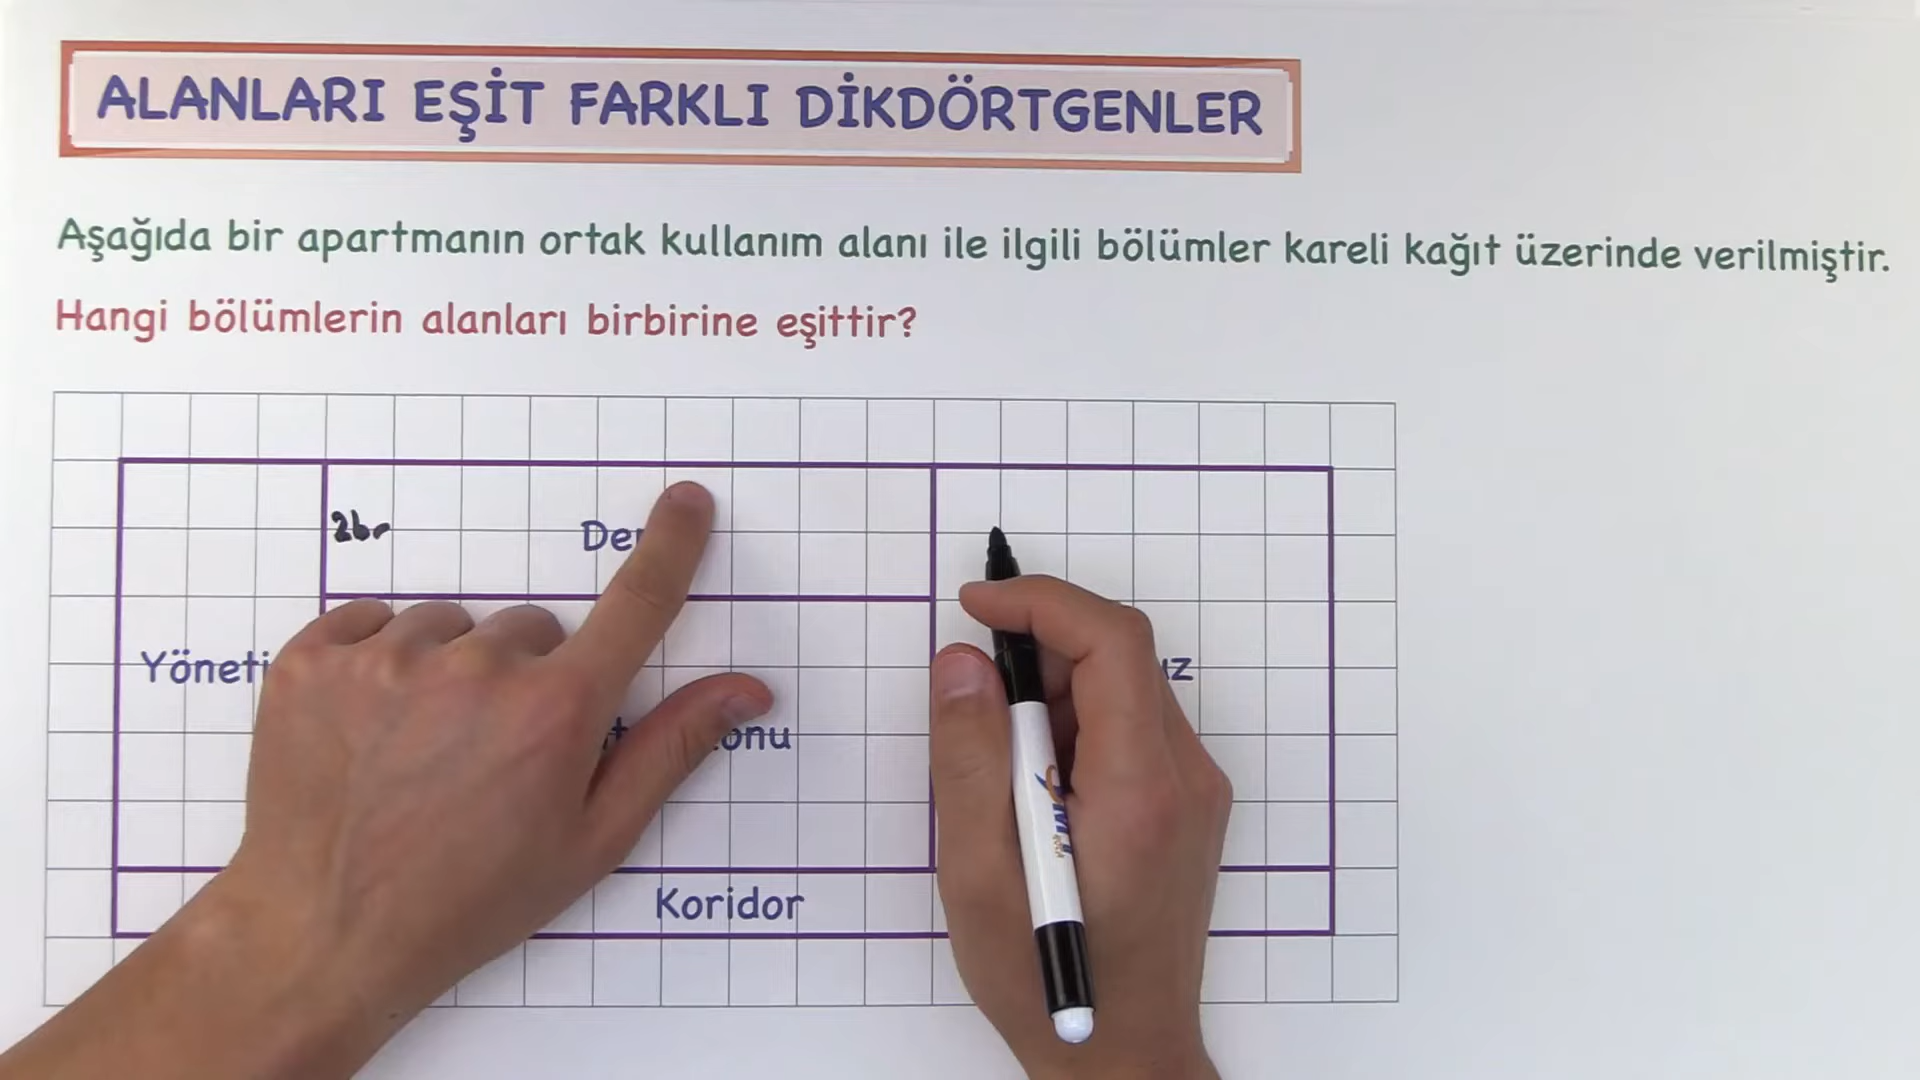 ALANLARI EŞİT FARKLI DİKDÖRTGENLER
Aşağıda bir apartmanın ortak kullanım alanı ile ilgili bölümler kareli kağıt üzerinde verilmiştir.
Hangi bölümlerin alanları birbirine eşittir?
2br
Koridor